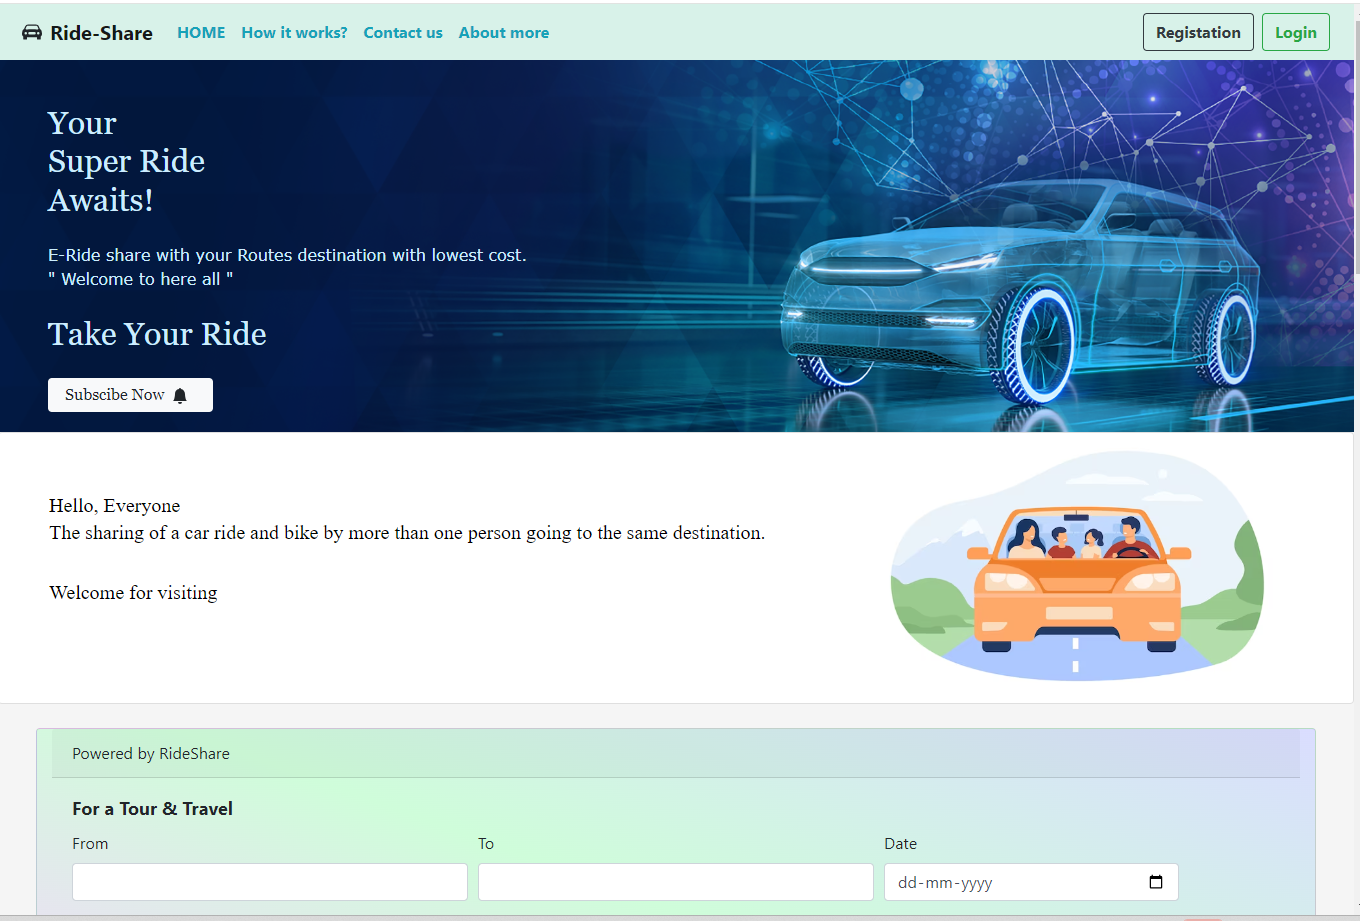 Ride-Share HOME How it works? Contact us About more Registation Login
Your
Super Ride
Awaits!
E-Ride share with your Routes destination with lowest cost.
" Welcome to here all "
Take Your Ride
Subscibe Now
Hello, Everyone
The sharing of a car ride and bike by more than one person going to the same destination.
Welcome for visiting
Powered by RideShare
For a Tour & Travel
From To Date
dd-mm-yyyy